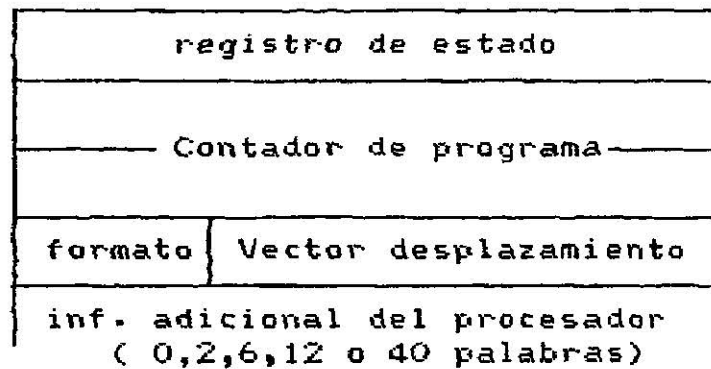 registro de estado
Contador de programa
formato Vector desplazamiento
inf. adicional del procesador
( 0,2,6,12 o 40 palabras)